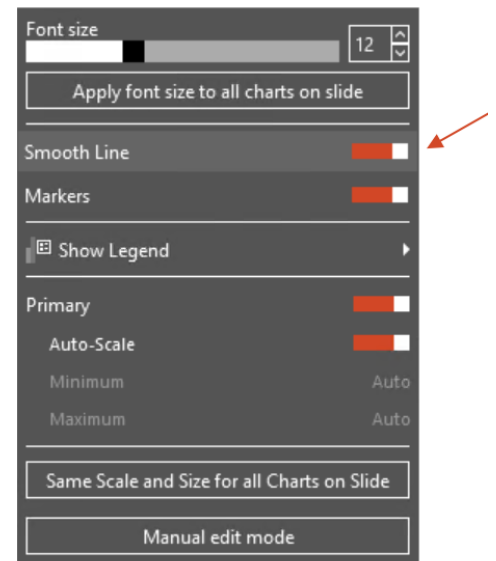 Font size
12
Apply font size to all charts on slide
Smooth Line
Markers
Show Legend
Primary
Auto-Scale
Minimum Auto
Maximum Auto
Same Scale and Size for all Charts on Slide
Manual edit mode